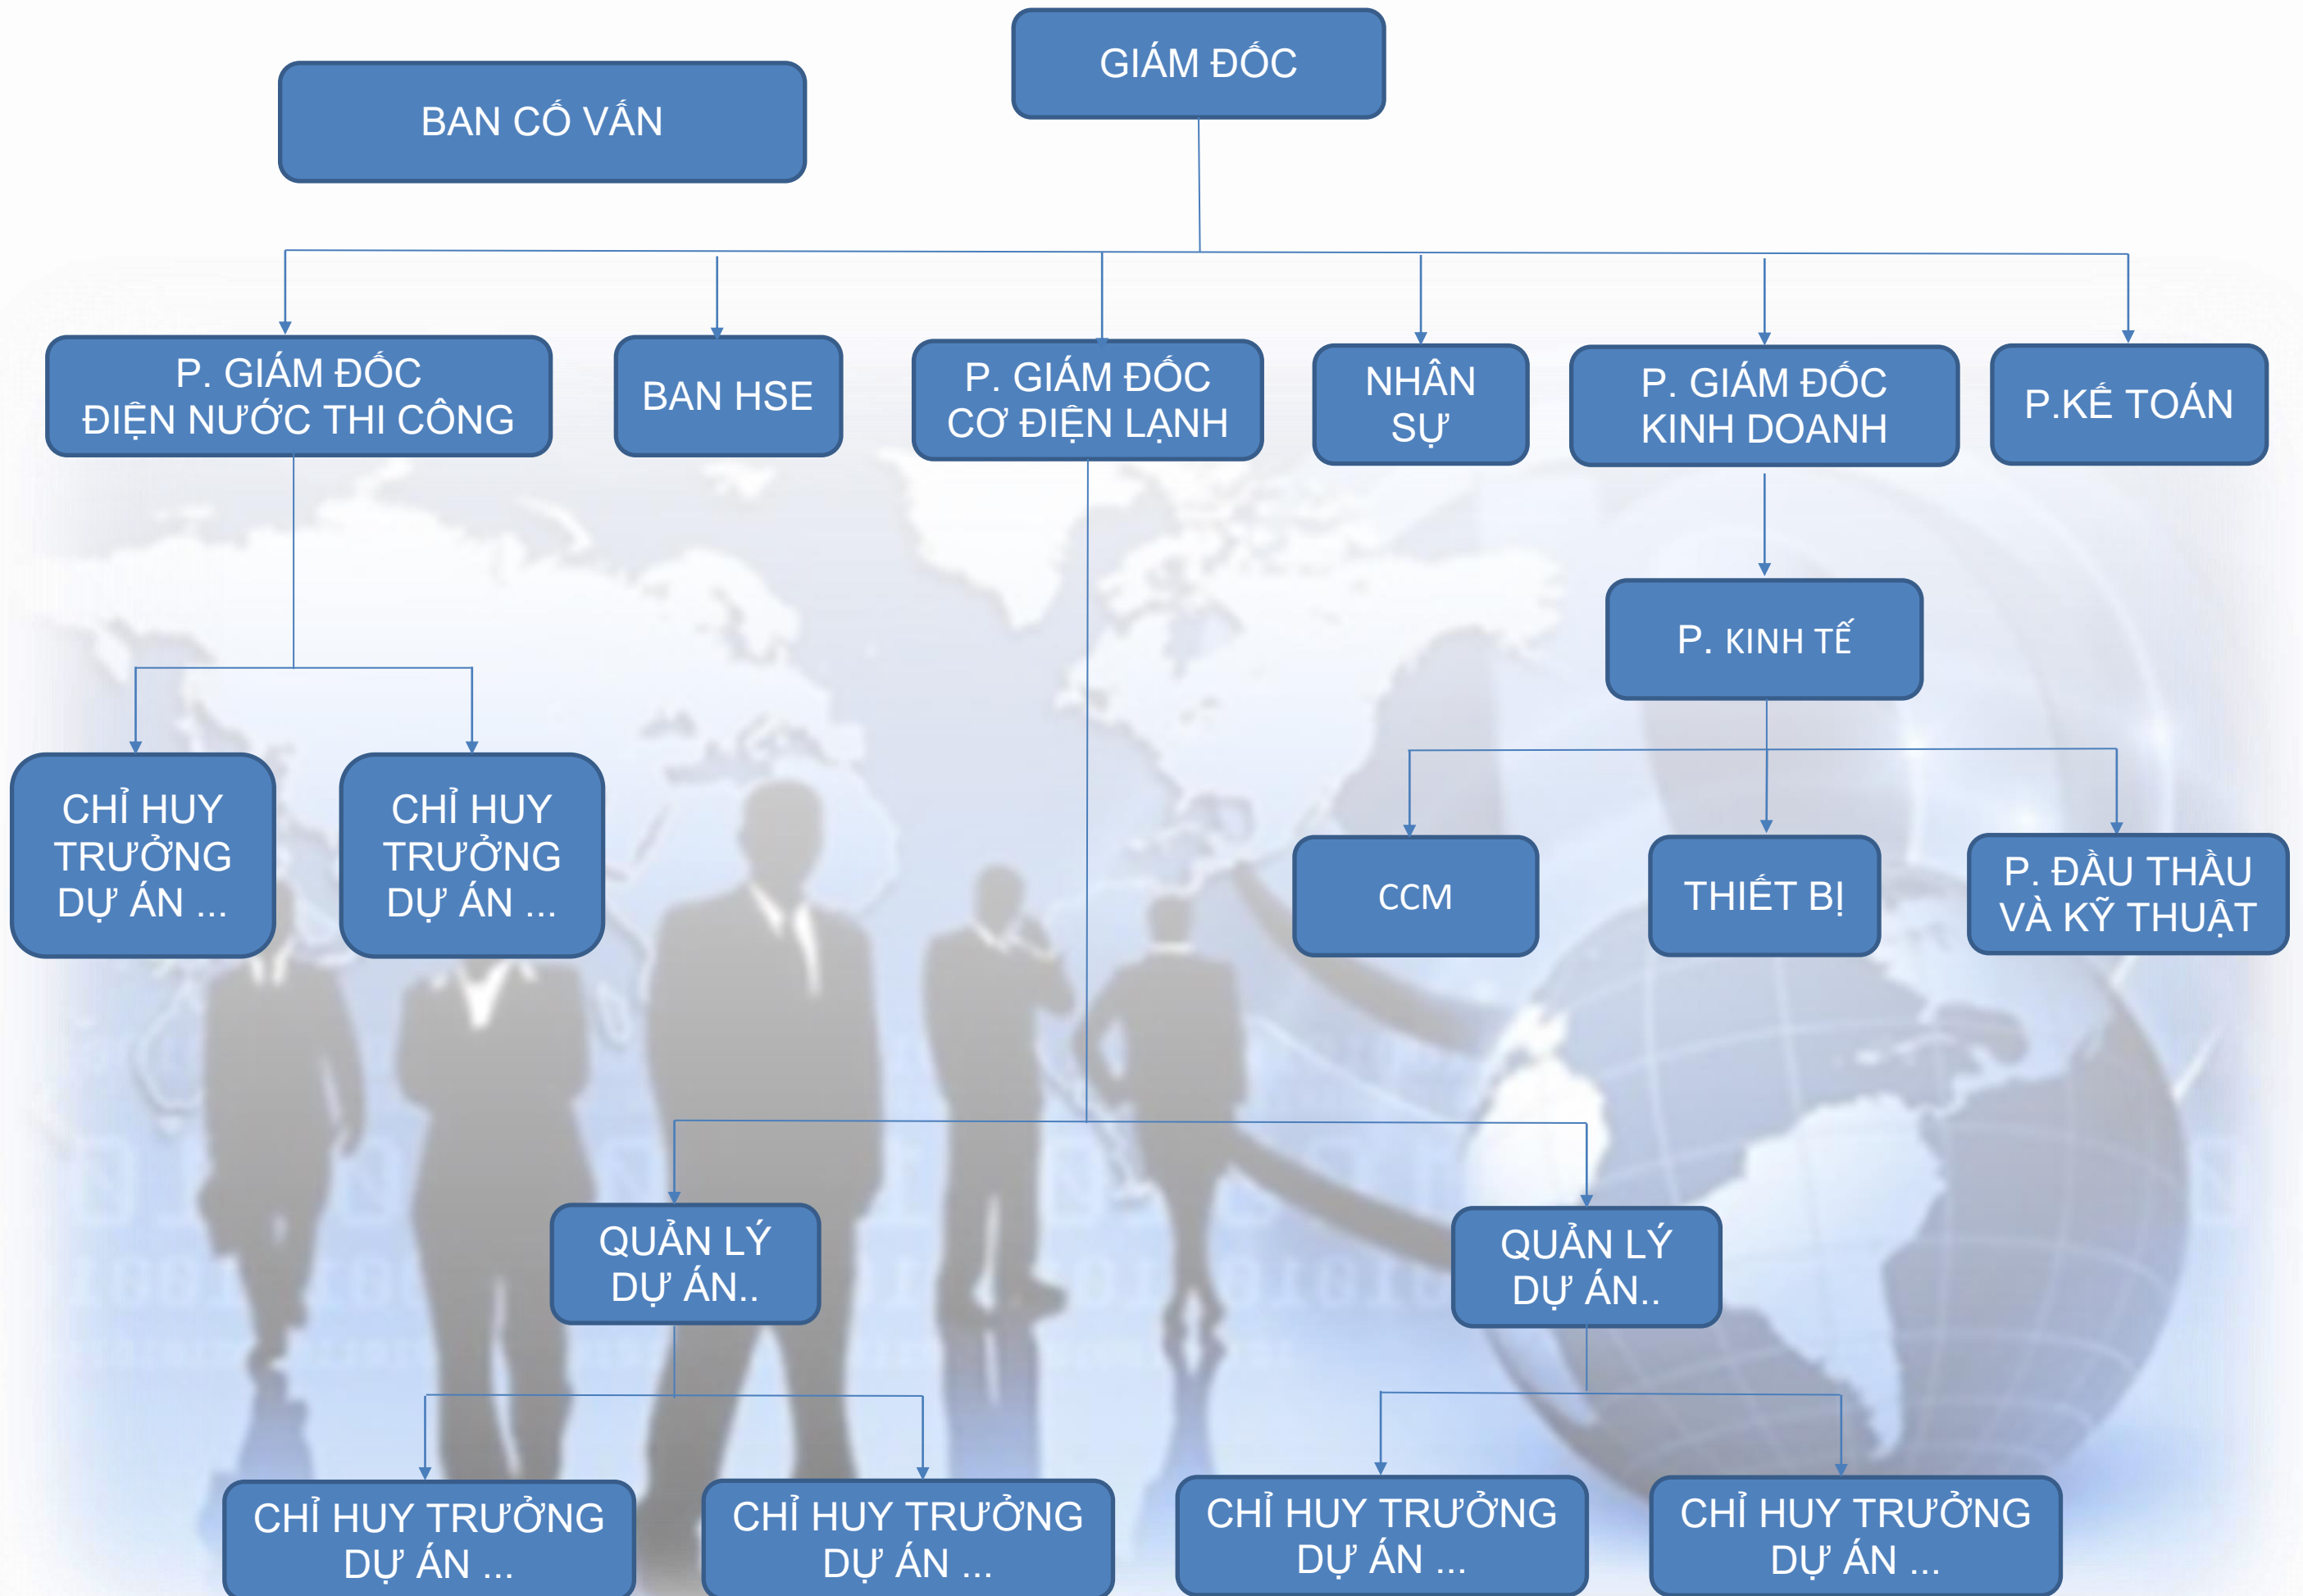 GIÁM ĐỐC
BAN CỐ VẤN
P. GIÁM ĐỐC
ĐIỆN NƯỚC THI CÔNG
BAN HSE
P. GIÁM ĐỐC
CƠ ĐIỆN LẠNH
NHÂN
SỰ
P. GIÁM ĐỐC
KINH DOANH
P.KẾ TOÁN
P. KINH TẾ
CHỈ HUY
TRƯỞNG
DỰ ÁN ...
CHỈ HUY
TRƯỞNG
DỰ ÁN ...
CCM
THIẾT BỊ
P. ĐẦU THẦU
VÀ KỸ THUẬT
QUẢN LÝ
DỰ ÁN..
QUẢN LÝ
DỰ ÁN..
CHỈ HUY TRƯỞNG
DỰ ÁN ...
CHỈ HUY TRƯỞNG
DỰ ÁN ...
CHỈ HUY TRƯỞNG
DỰ ÁN ...
CHỈ HUY TRƯỞNG
DỰ ÁN ...